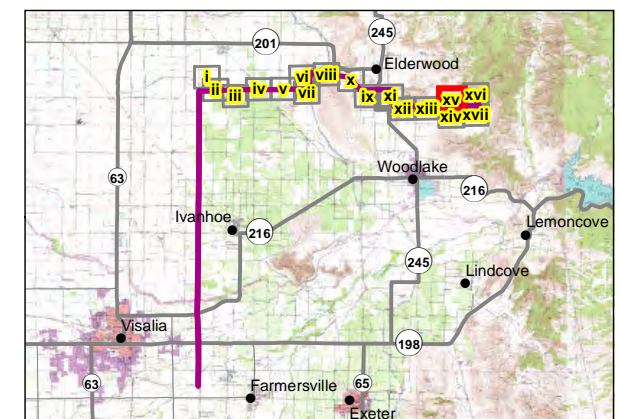 245
201
Elderwood
i
ii
iii
iv
v
vi
vii
viii
x
ix
xi
xii
xiii
xv
xvi
xiv
xvii
63
Woodlake
216
Ivanhoe
216
Lemoncove
245
Lindcove
Visalia
198
63
Farmersville
65
Exeter